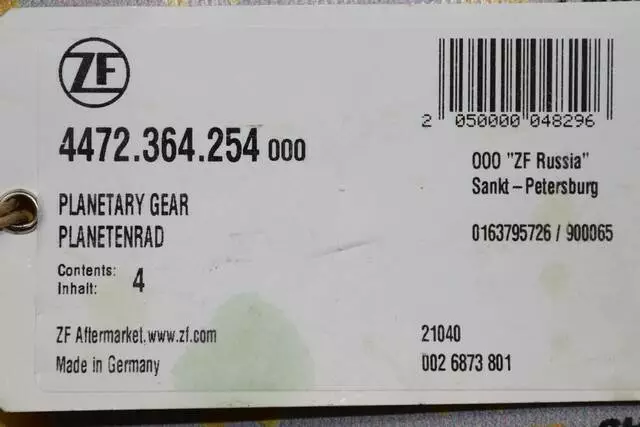 ZF
2 050000 048296
4472.364.254 000
ООО "ZF Russia"
Sankt-Petersburg
PLANETARY GEAR
PLANETENRAD
0163795726 / 900065
Contents: 4
Inhalt:
ZF Aftermarket, www.zf.com
21040
Made in Germany
002 6873 801